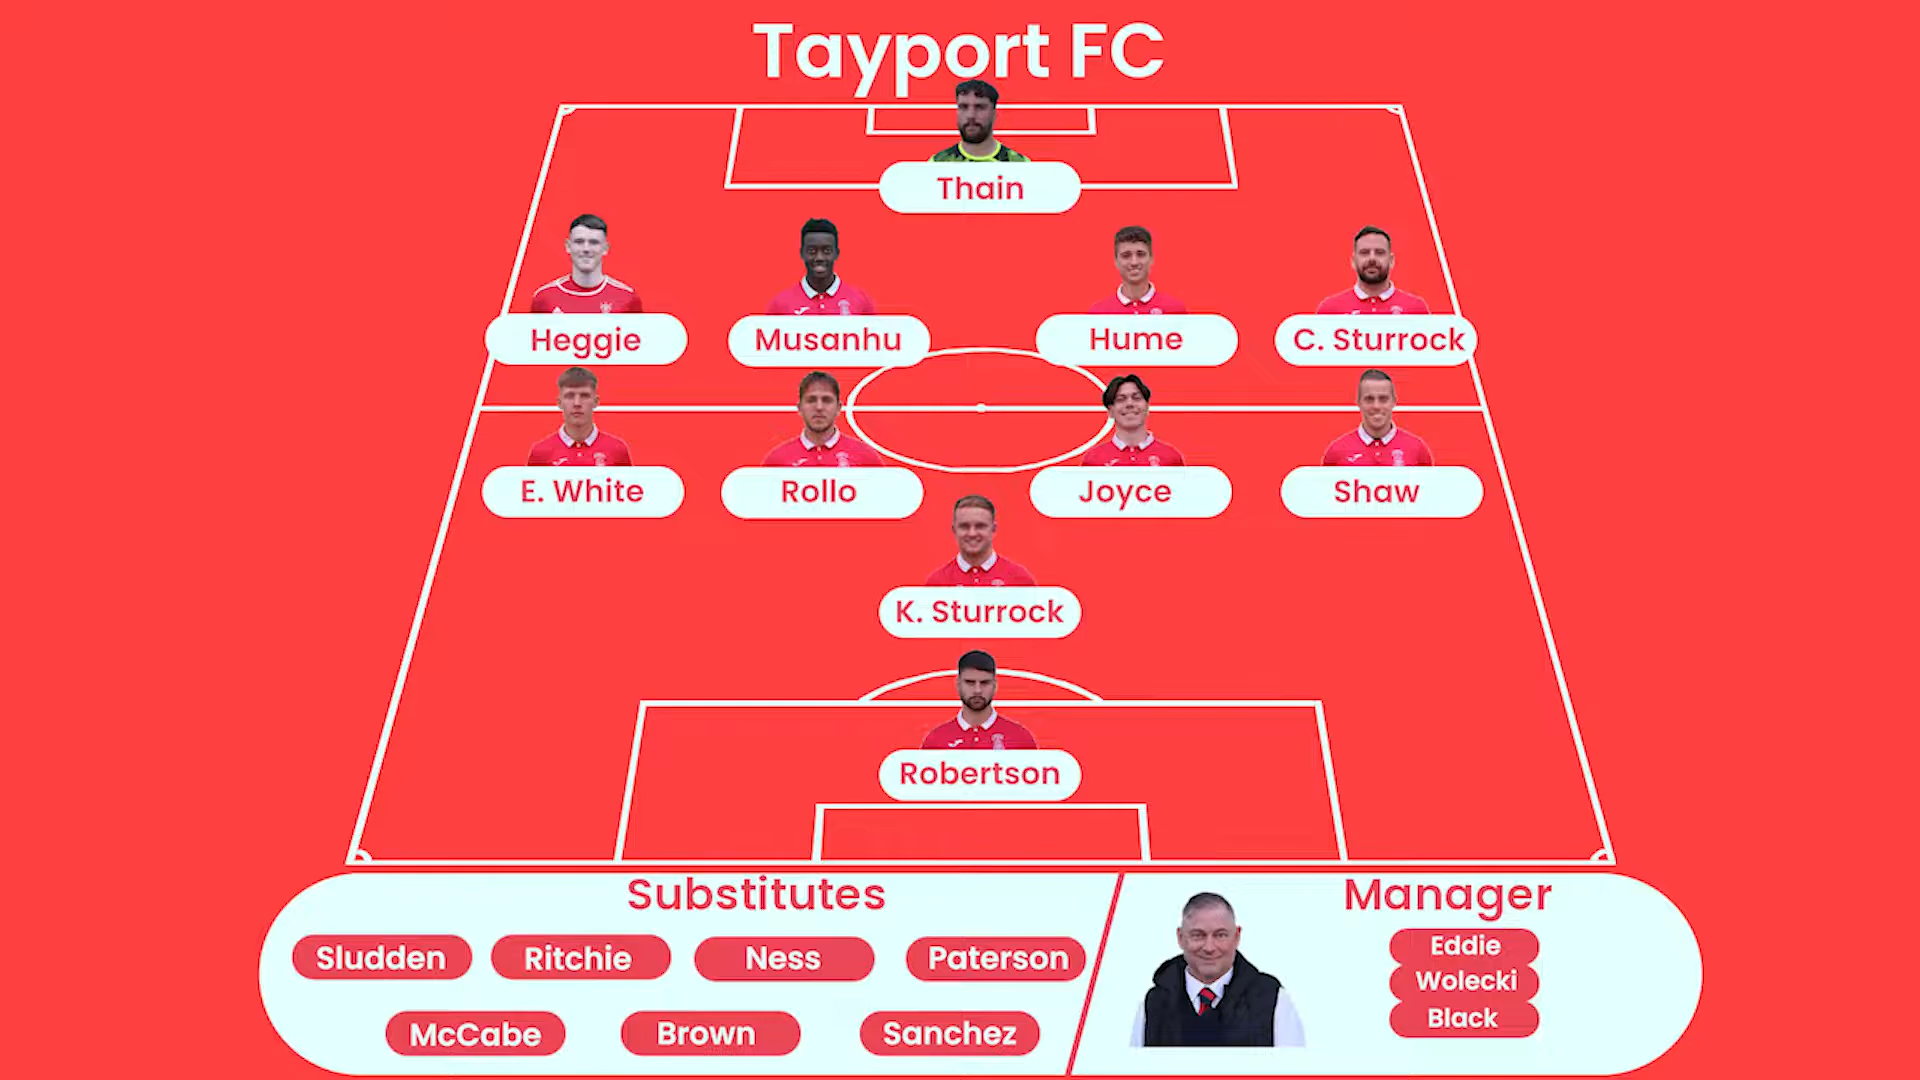 Tayport FC
Thain
Heggie
Musanhu
Hume
C. Sturrock
E. White
Rollo
Joyce
Shaw
K. Sturrock
Robertson
Substitutes
Sludden
Ritchie
Ness
Paterson
McCabe
Brown
Sanchez
Manager
Eddie
Wolecki
Black